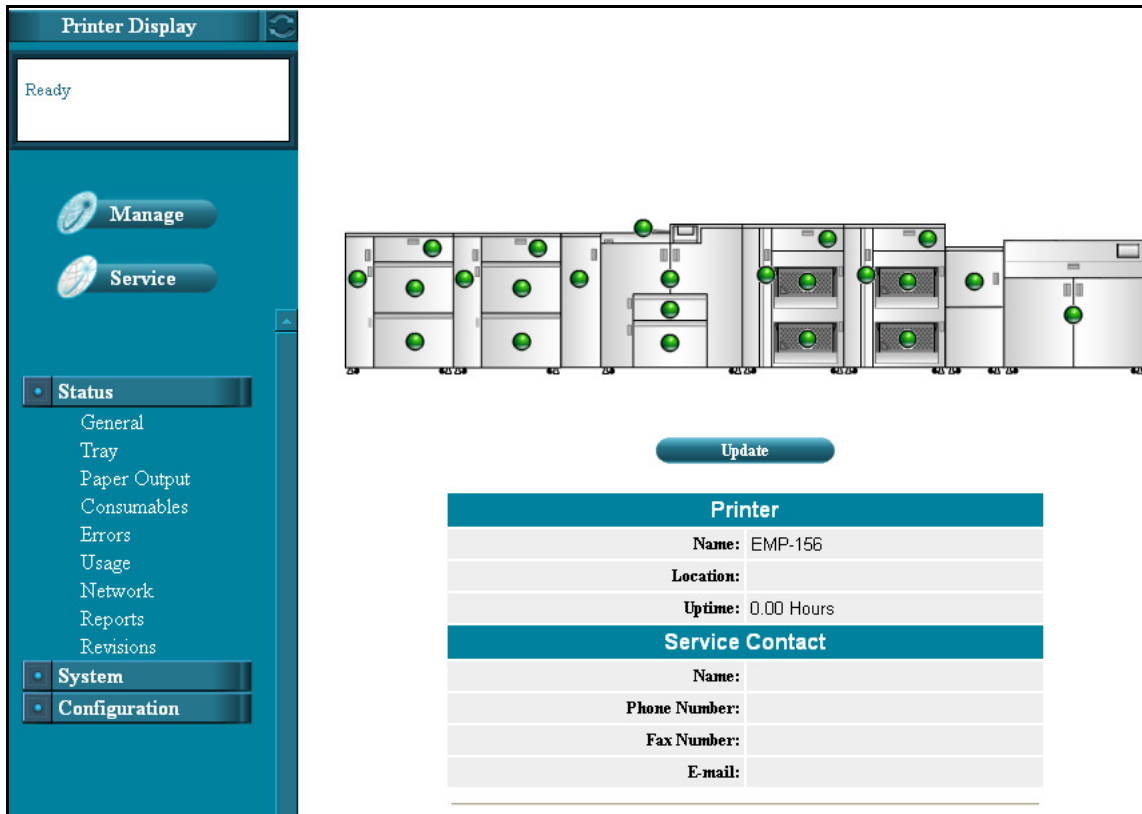 Printer Display
Ready
Manage
Service
Status
General
Tray
Paper Output
Consumables
Errors
Usage
Network
Reports
Revisions
System
Configuration
Update
Printer
Name: EMP-156
Location:
Uptime: 0.00 Hours
Service Contact
Name:
Phone Number:
Fax Number:
E-mail: